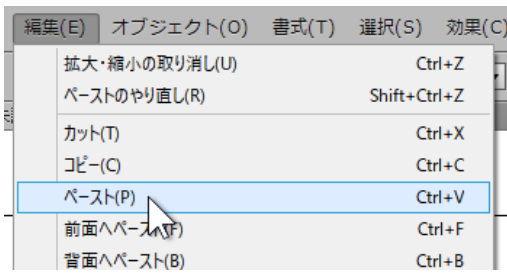 編集(E) オブジェクト(O) 書式(T) 選択(S) 効果(C)
拡大・縮小の取り消し(U) Ctrl+Z
ペーストのやり直し(R) Shift+Ctrl+Z
カット(T) Ctrl+X
コピー(C) Ctrl+C
ペースト(P) Ctrl+V
前面へペースト(F) Ctrl+F
背面へペースト(B) Ctrl+B